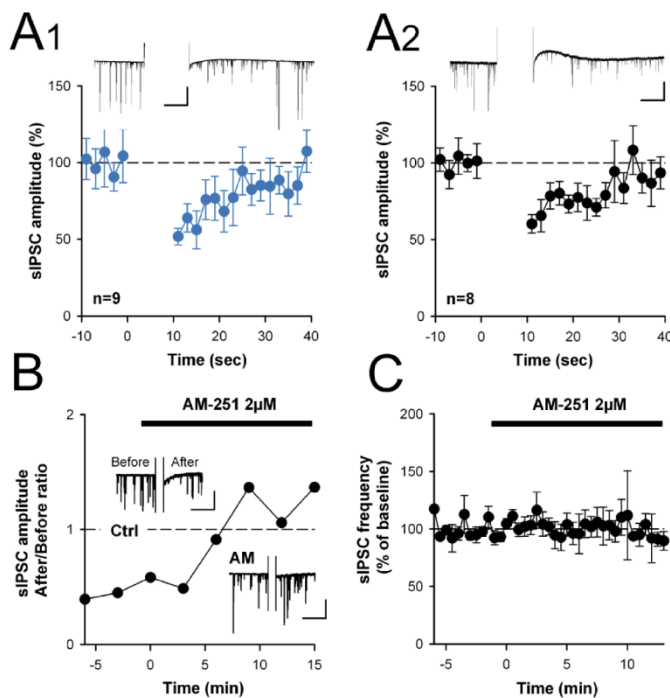 A1
A2
150
100
50
0
sIPSC amplitude (%)
n=9
-10 0 10 20 30 40
Time (sec)
150
100
50
0
sIPSC amplitude (%)
n=8
-10 0 10 20 30 40
Time (sec)
B
AM-251 2µM
2
1
0
sIPSC amplitude
After/Before ratio
Before After
Ctrl
AM
-5 0 5 10 15
Time (min)
C
AM-251 2µM
200
150
100
50
0
sIPSC frequency
(% of baseline)
-5 0 5 10
Time (min)